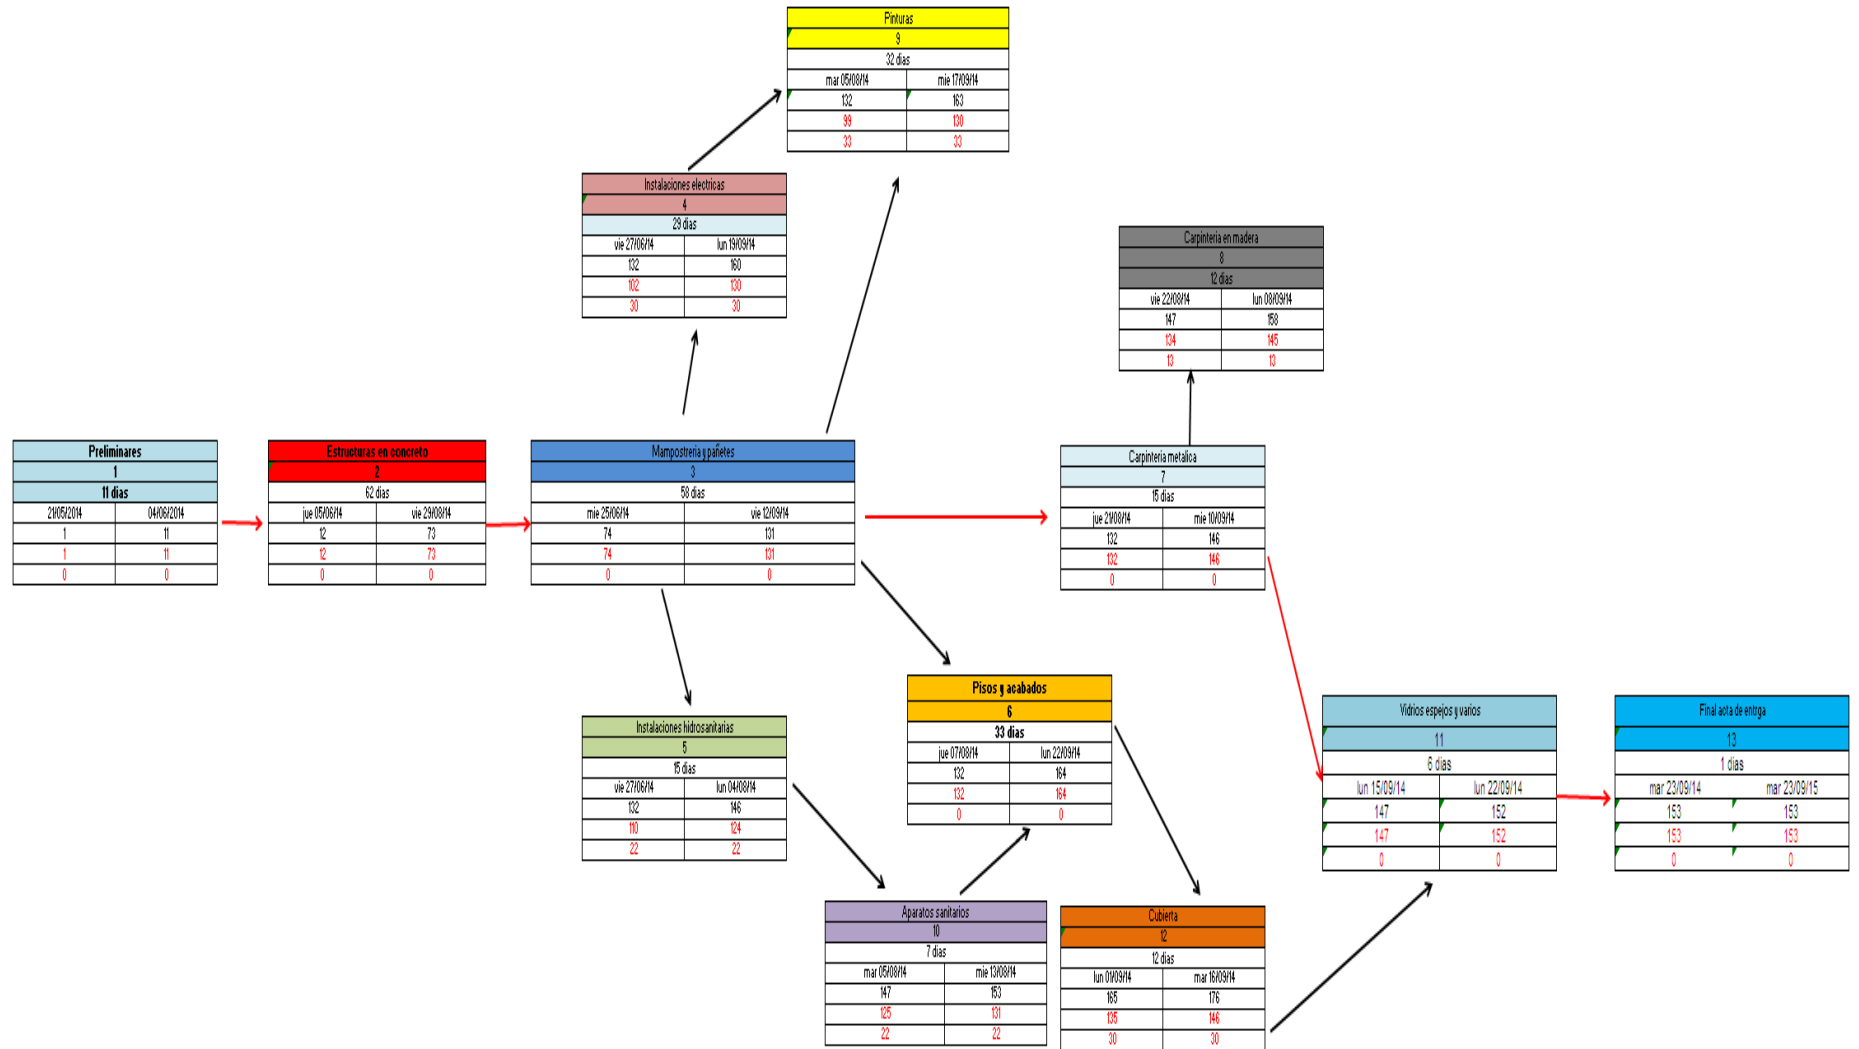 Pinturas
9
32 dias
mar 05/08/14 mie 17/09/14
132 163
99 130
33 33
Instalaciones electricas
4
29 dias
vie 27/06/14 lun 19/09/14
132 160
102 130
30 30
Carpinteria en madera
8
12 dias
vie 22/08/14 lun 08/09/14
147 158
134 145
13 13
Preliminares
1
11 dias
21/05/2014 04/06/2014
1 11
1 11
0 0
Estructuras en concreto
2
62 dias
jue 05/06/14 vie 29/08/14
12 73
12 73
0 0
Mamposteria y pañetes
3
58 dias
mie 25/06/14 vie 12/09/14
74 131
74 131
0 0
Carpinteria metalica
7
15 dias
jue 21/08/14 mie 10/09/14
132 146
132 146
0 0
Instalaciones hidrosanitarias
5
15 dias
vie 27/06/14 lun 04/08/14
132 146
110 124
22 22
Pisos y acabados
6
33 dias
jue 07/08/14 lun 22/09/14
132 164
132 164
0 0
Vidrios espejos y varios
11
6 dias
lun 15/09/14 lun 22/09/14
147 152
147 152
0 0
Final acta de entrga
13
1 dias
mar 23/09/14 mar 23/09/15
153 153
153 153
0 0
Aparatos sanitarios
10
7 dias
mar 05/08/14 mie 13/08/14
147 153
125 131
22 22
Cubierta
12
12 dias
lun 01/09/14 mar 16/09/14
165 176
135 146
30 30